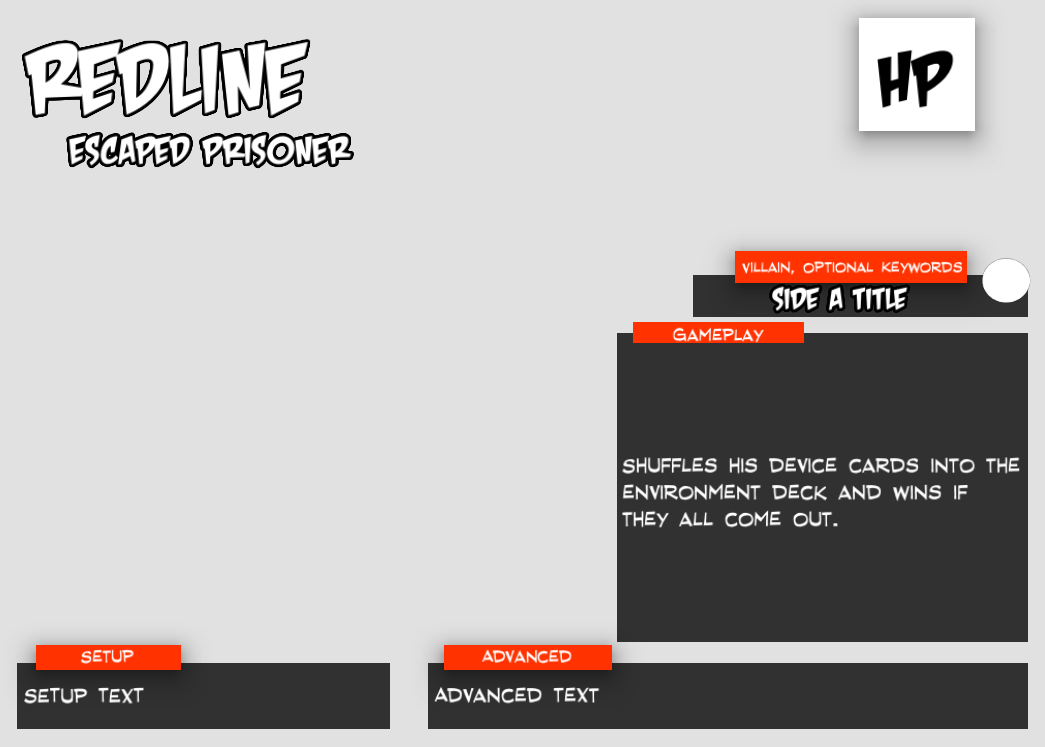 REDLINE
ESCAPED PRISONER
HP
VILLAIN, OPTIONAL KEYWORDS
SIDE A TITLE
GAMEPLAY
SHUFFLES HIS DEVICE CARDS INTO THE
ENVIRONMENT DECK AND WINS IF
THEY ALL COME OUT.
SETUP
SETUP TEXT
ADVANCED
ADVANCED TEXT